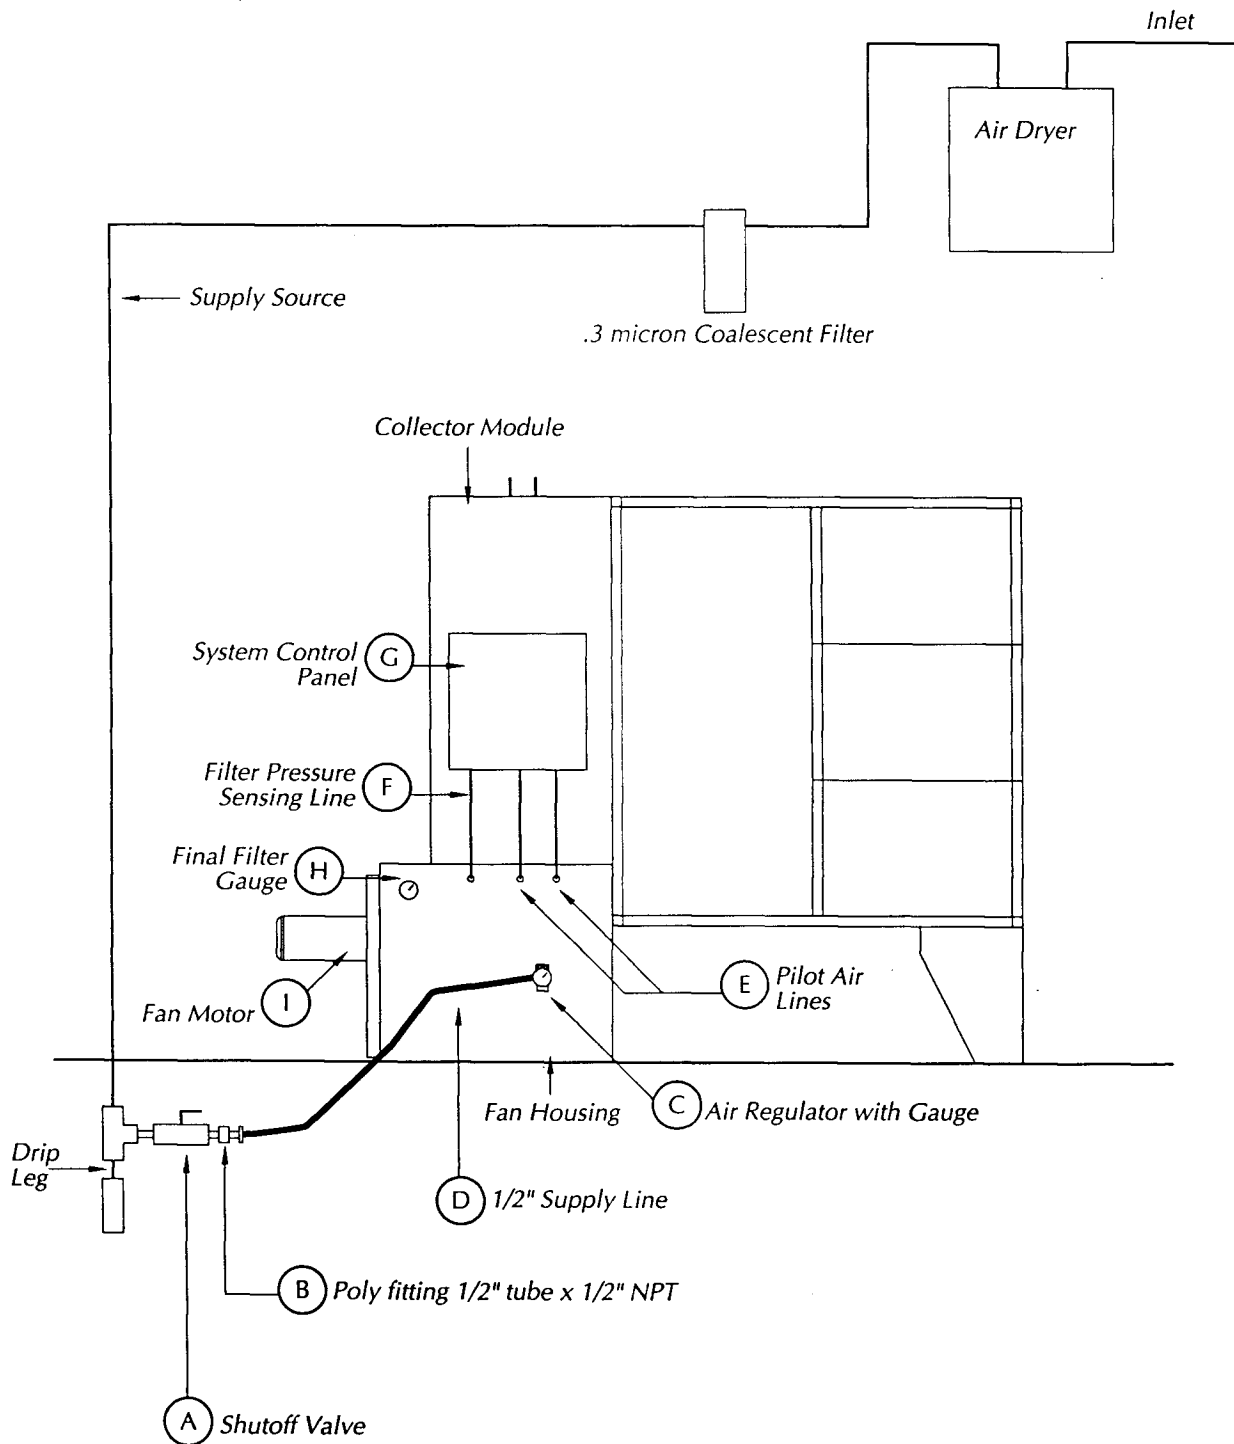 Inlet
Air Dryer
Supply Source
.3 micron Coalescent Filter
Collector Module
System Control
Panel
G
Filter Pressure
Sensing Line
F
Final Filter
Gauge
H
E
Pilot Air
Lines
Fan Motor
I
Fan Housing
C
Air Regulator with Gauge
Drip
Leg
D
1/2" Supply Line
B
Poly fitting 1/2" tube x 1/2" NPT
A
Shutoff Valve